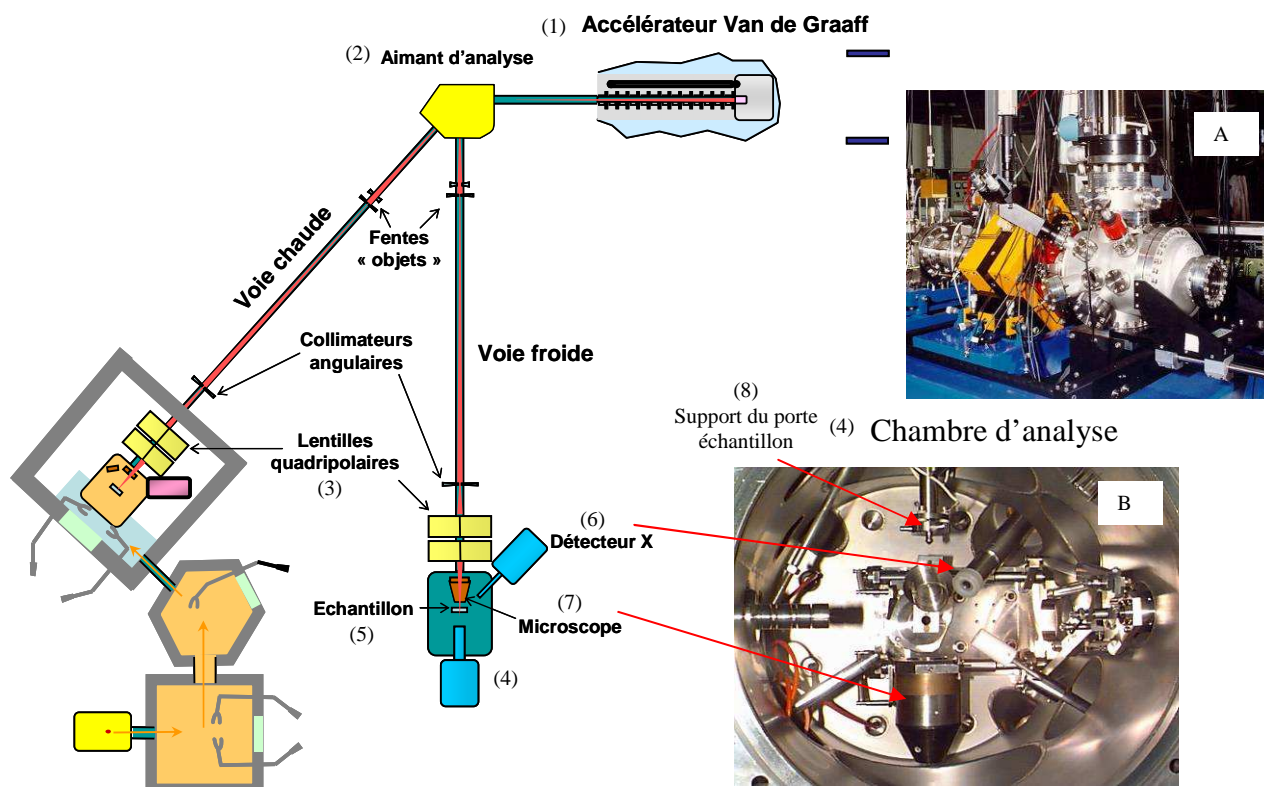 (1) Accélérateur Van de Graaff
(2) Aimant d'analyse
A
Fentes
« objets »
Voie chaude
Collimateurs
angulaires
Voie froide
(8)
Support du porte
échantillon
(4) Chambre d'analyse
Lentilles
quadripolaires
(3)
B
(6)
Détecteur X
Echantillon
(5)
(7)
Microscope
(4)